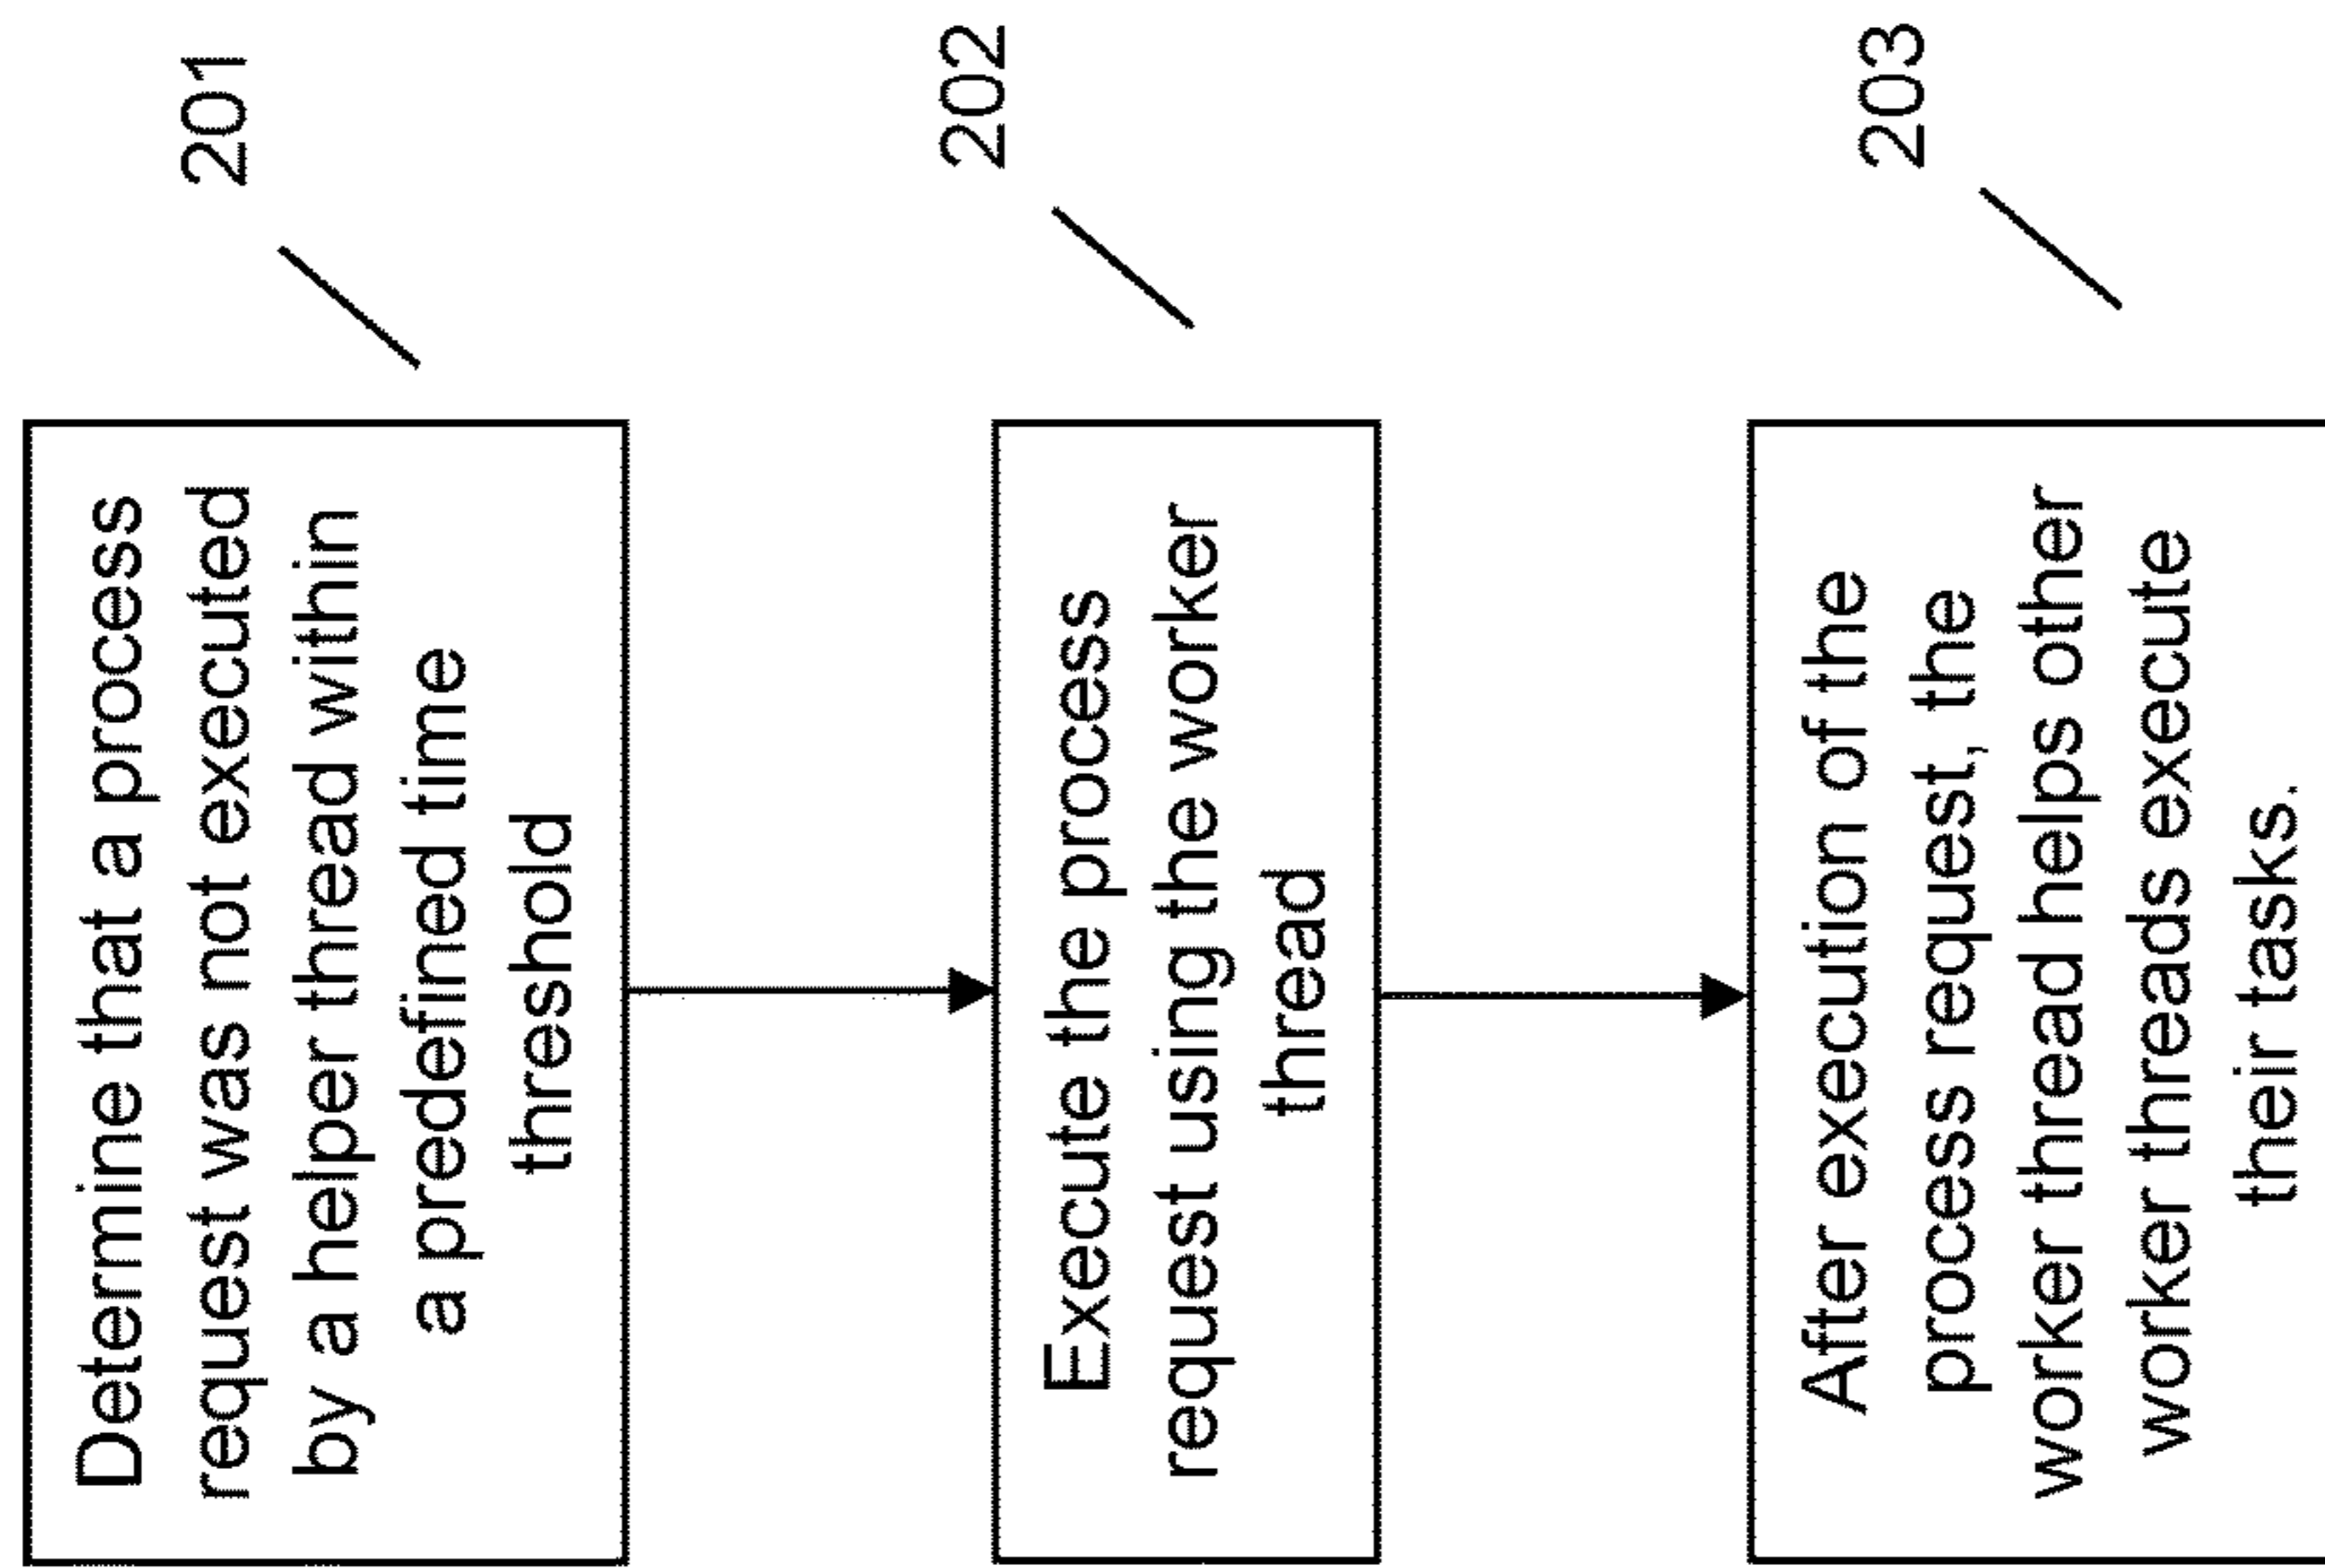 Determine that a process
request was not executed
by a helper thread within
a predefined time
threshold
201
Execute the process
request using the worker
thread
202
After execution of the
process request, the
worker thread helps other
worker threads execute
their tasks.
203